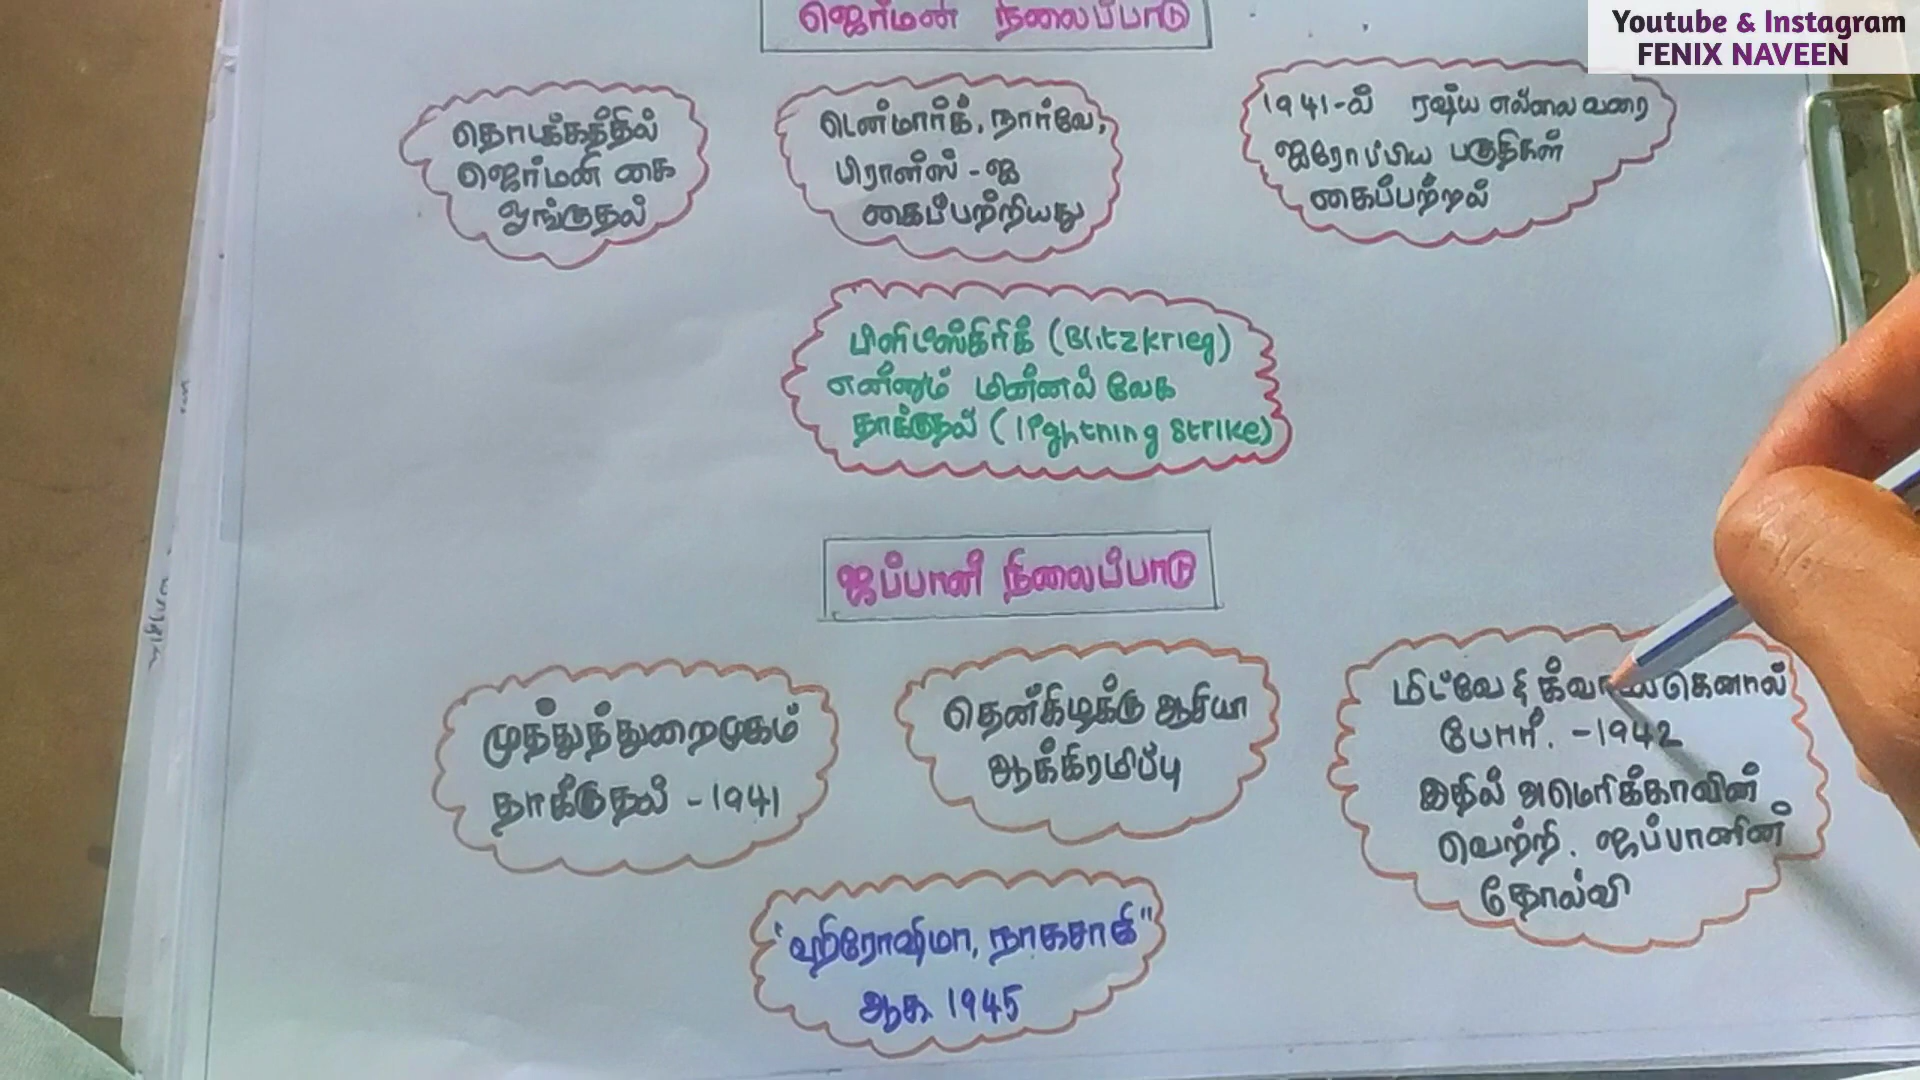 Youtube & Instagram
FENIX NAVEEN
ஜெர்மன் நிலைப்பாடு
தொடக்கத்தில்
ஜெர்மனி கை
ஓங்குதல்
டென்மார்க், நார்வே,
பிரான்ஸ் - ஐ
கைப்பற்றியது
1941-ல் ரஷ்ய எல்லை வரை
ஐரோப்பிய பகுதிகள்
கைப்பற்றல்
பிளிட்ஸ்கிரிக் (Blitzkrieg)
என்னும் மின்னல் வேக
தாக்குதல் (lightning Strike)
ஜப்பானி நிலைப்பாடு
முத்துத்துறைமுகம்
தாக்குதல் - 1941
தென்கிழக்கு ஆசியா
ஆக்கிரமிப்பு
மிட்வே &
போர். - 1942
இதில் அமெரிக்காவின்
வெற்றி. ஜப்பானின்
தோல்வி
"ஹிரோஷிமா, நாகசாகி"
ஆக. 1945